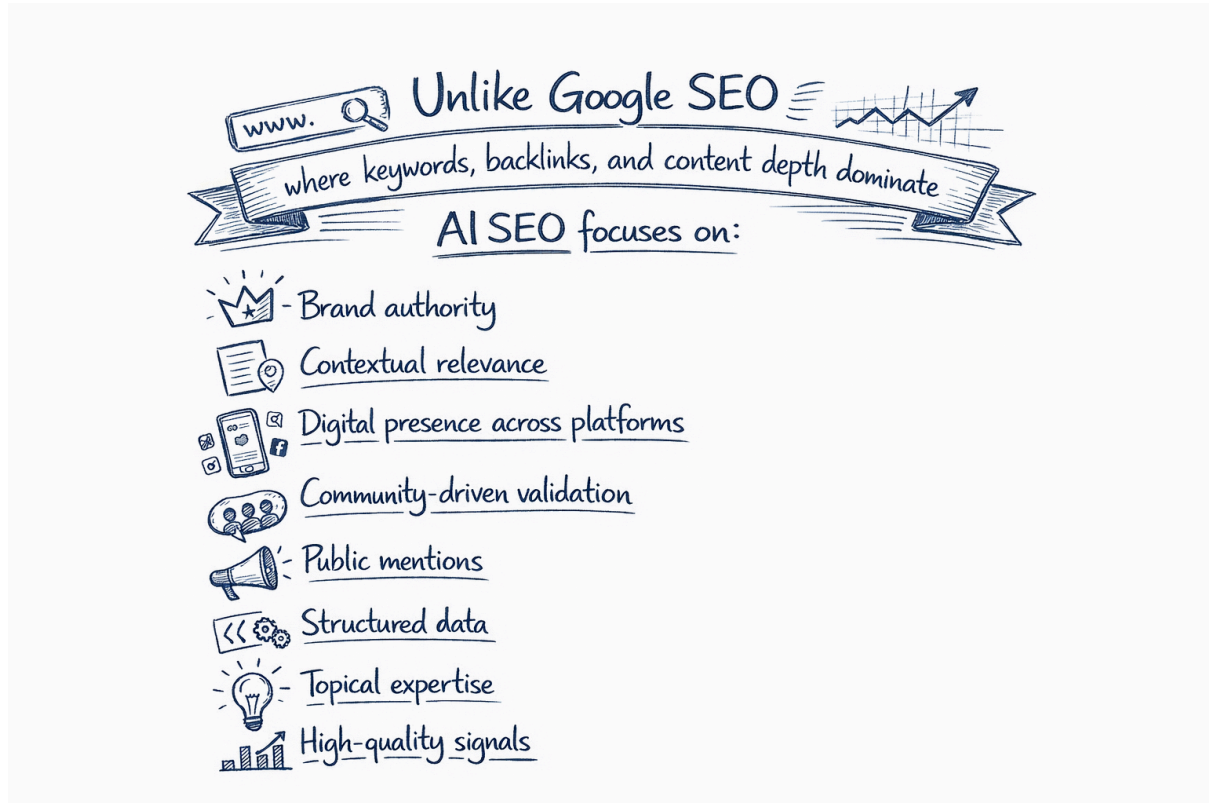 www.
Unlike Google SEO
where keywords, backlinks, and content depth dominate
AI SEO focuses on:
- Brand authority
Contextual relevance
Digital presence across platforms
Community-driven validation
Public mentions
Structured data
Topical expertise
High-quality signals